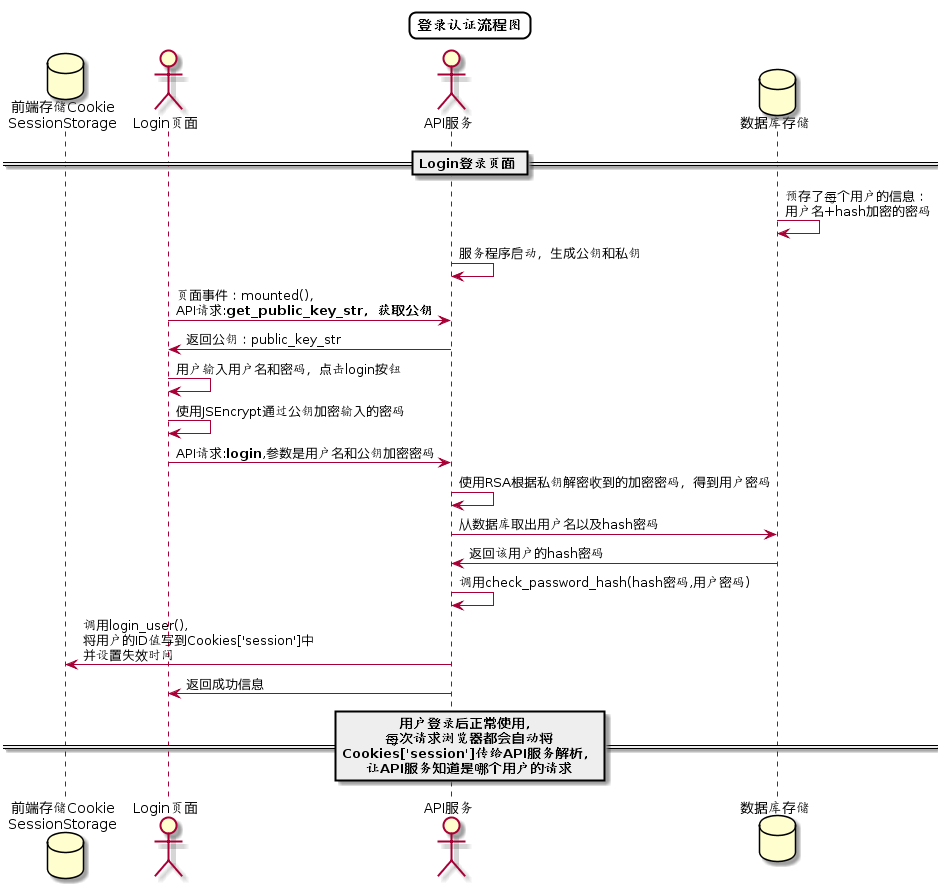 登录认证流程图
前端存储Cookie
SessionStorage
Login页面
API服务
数据库存储
Login登录页面
预存了每个用户的信息：
用户名+hash加密的密码
服务程序启动，生成公钥和私钥
页面事件：mounted(),
API请求:get_public_key_str，获取公钥
返回公钥：public_key_str
用户输入用户名和密码，点击login按钮
使用JSEncrypt通过公钥加密输入的密码
API请求:login,参数是用户名和公钥加密密码
使用RSA根据私钥解密收到的加密密码，得到用户密码
从数据库取出用户名以及hash密码
返回该用户的hash密码
调用check_password_hash(hash密码,用户密码)
调用login_user(),
将用户的ID值写到Cookies['session']中
并设置失效时间
返回成功信息
用户登录后正常使用，
每次请求浏览器都会自动将
Cookies['session']传给API服务解析，
让API服务知道是哪个用户的请求
前端存储Cookie
SessionStorage
Login页面
API服务
数据库存储